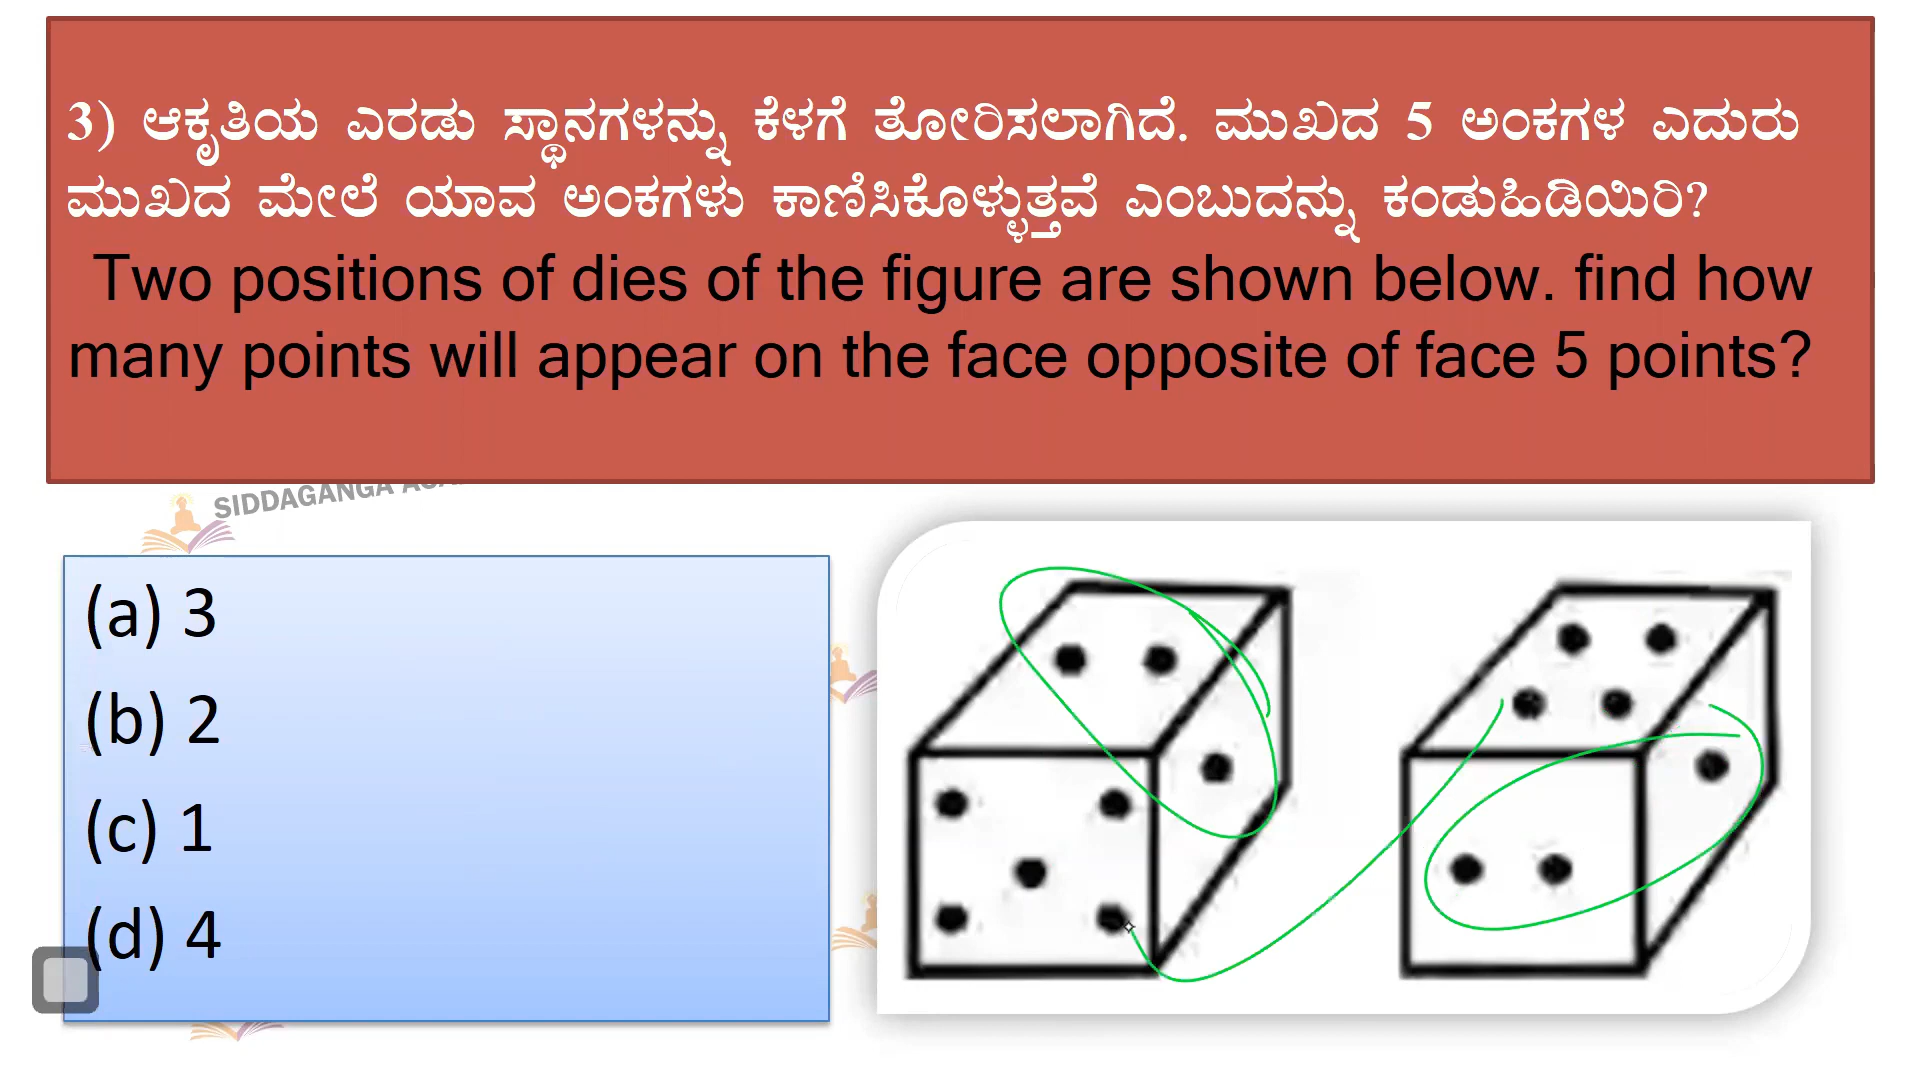 3) ಆಕೃತಿಯ ಎರಡು ಸ್ಥಾನಗಳನ್ನು ಕೆಳಗೆ ತೋರಿಸಲಾಗಿದೆ. ಮುಖದ 5 ಅಂಕಗಳ ಎದುರು
ಮುಖದ ಮೇಲೆ ಯಾವ ಅಂಕಗಳು ಕಾಣಿಸಿಕೊಳ್ಳುತ್ತವೆ ಎಂಬುದನ್ನು ಕಂಡುಹಿಡಿಯಿರಿ?
Two positions of dies of the figure are shown below. find how
many points will appear on the face opposite of face 5 points?
SIDDAGANGA
(a) 3
(b) 2
(c) 1
(d) 4